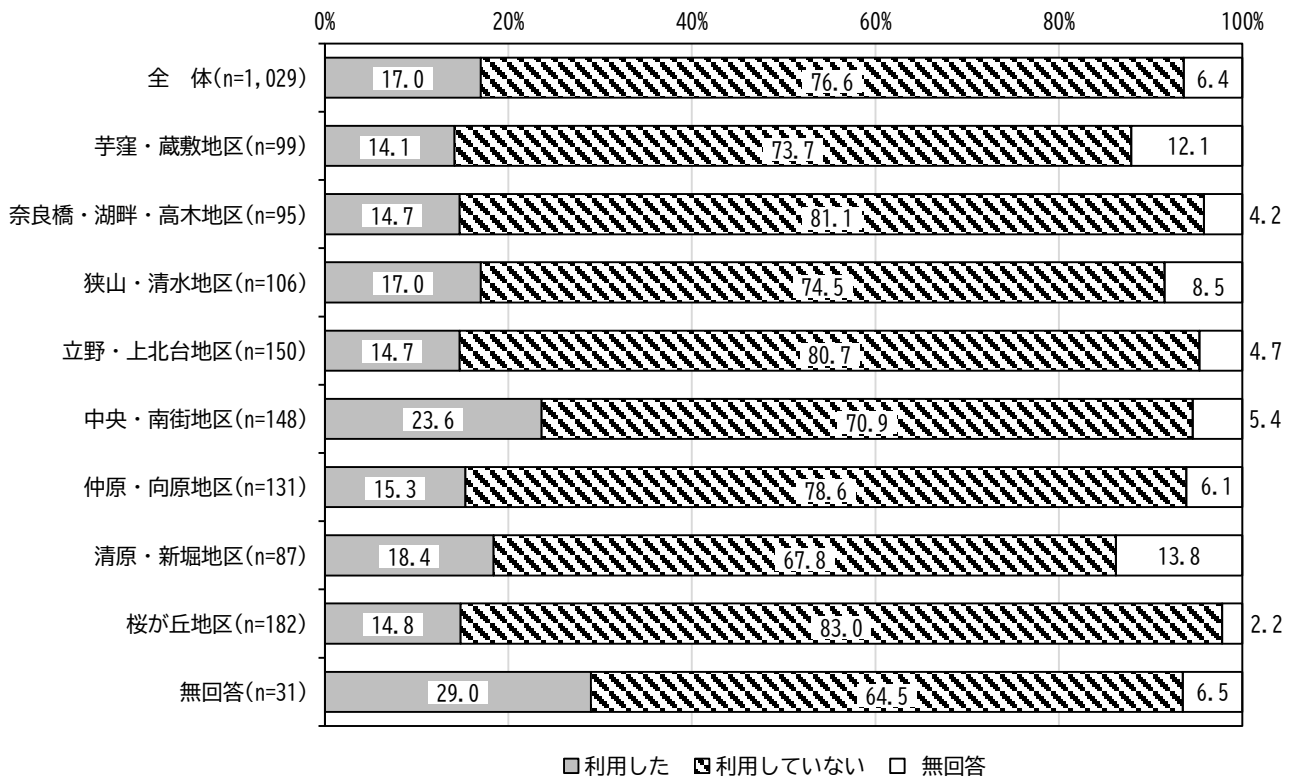 0% 20% 40% 60% 80% 100%
全　体(n=1,029) 17.0 76.6 6.4
芋窪・蔵敷地区(n=99) 14.1 73.7 12.1
奈良橋・湖畔・高木地区(n=95) 14.7 81.1 4.2
狭山・清水地区(n=106) 17.0 74.5 8.5
立野・上北台地区(n=150) 14.7 80.7 4.7
中央・南街地区(n=148) 23.6 70.9 5.4
仲原・向原地区(n=131) 15.3 78.6 6.1
清原・新堀地区(n=87) 18.4 67.8 13.8
桜が丘地区(n=182) 14.8 83.0 2.2
無回答(n=31) 29.0 64.5 6.5
利用した 利用していない 無回答